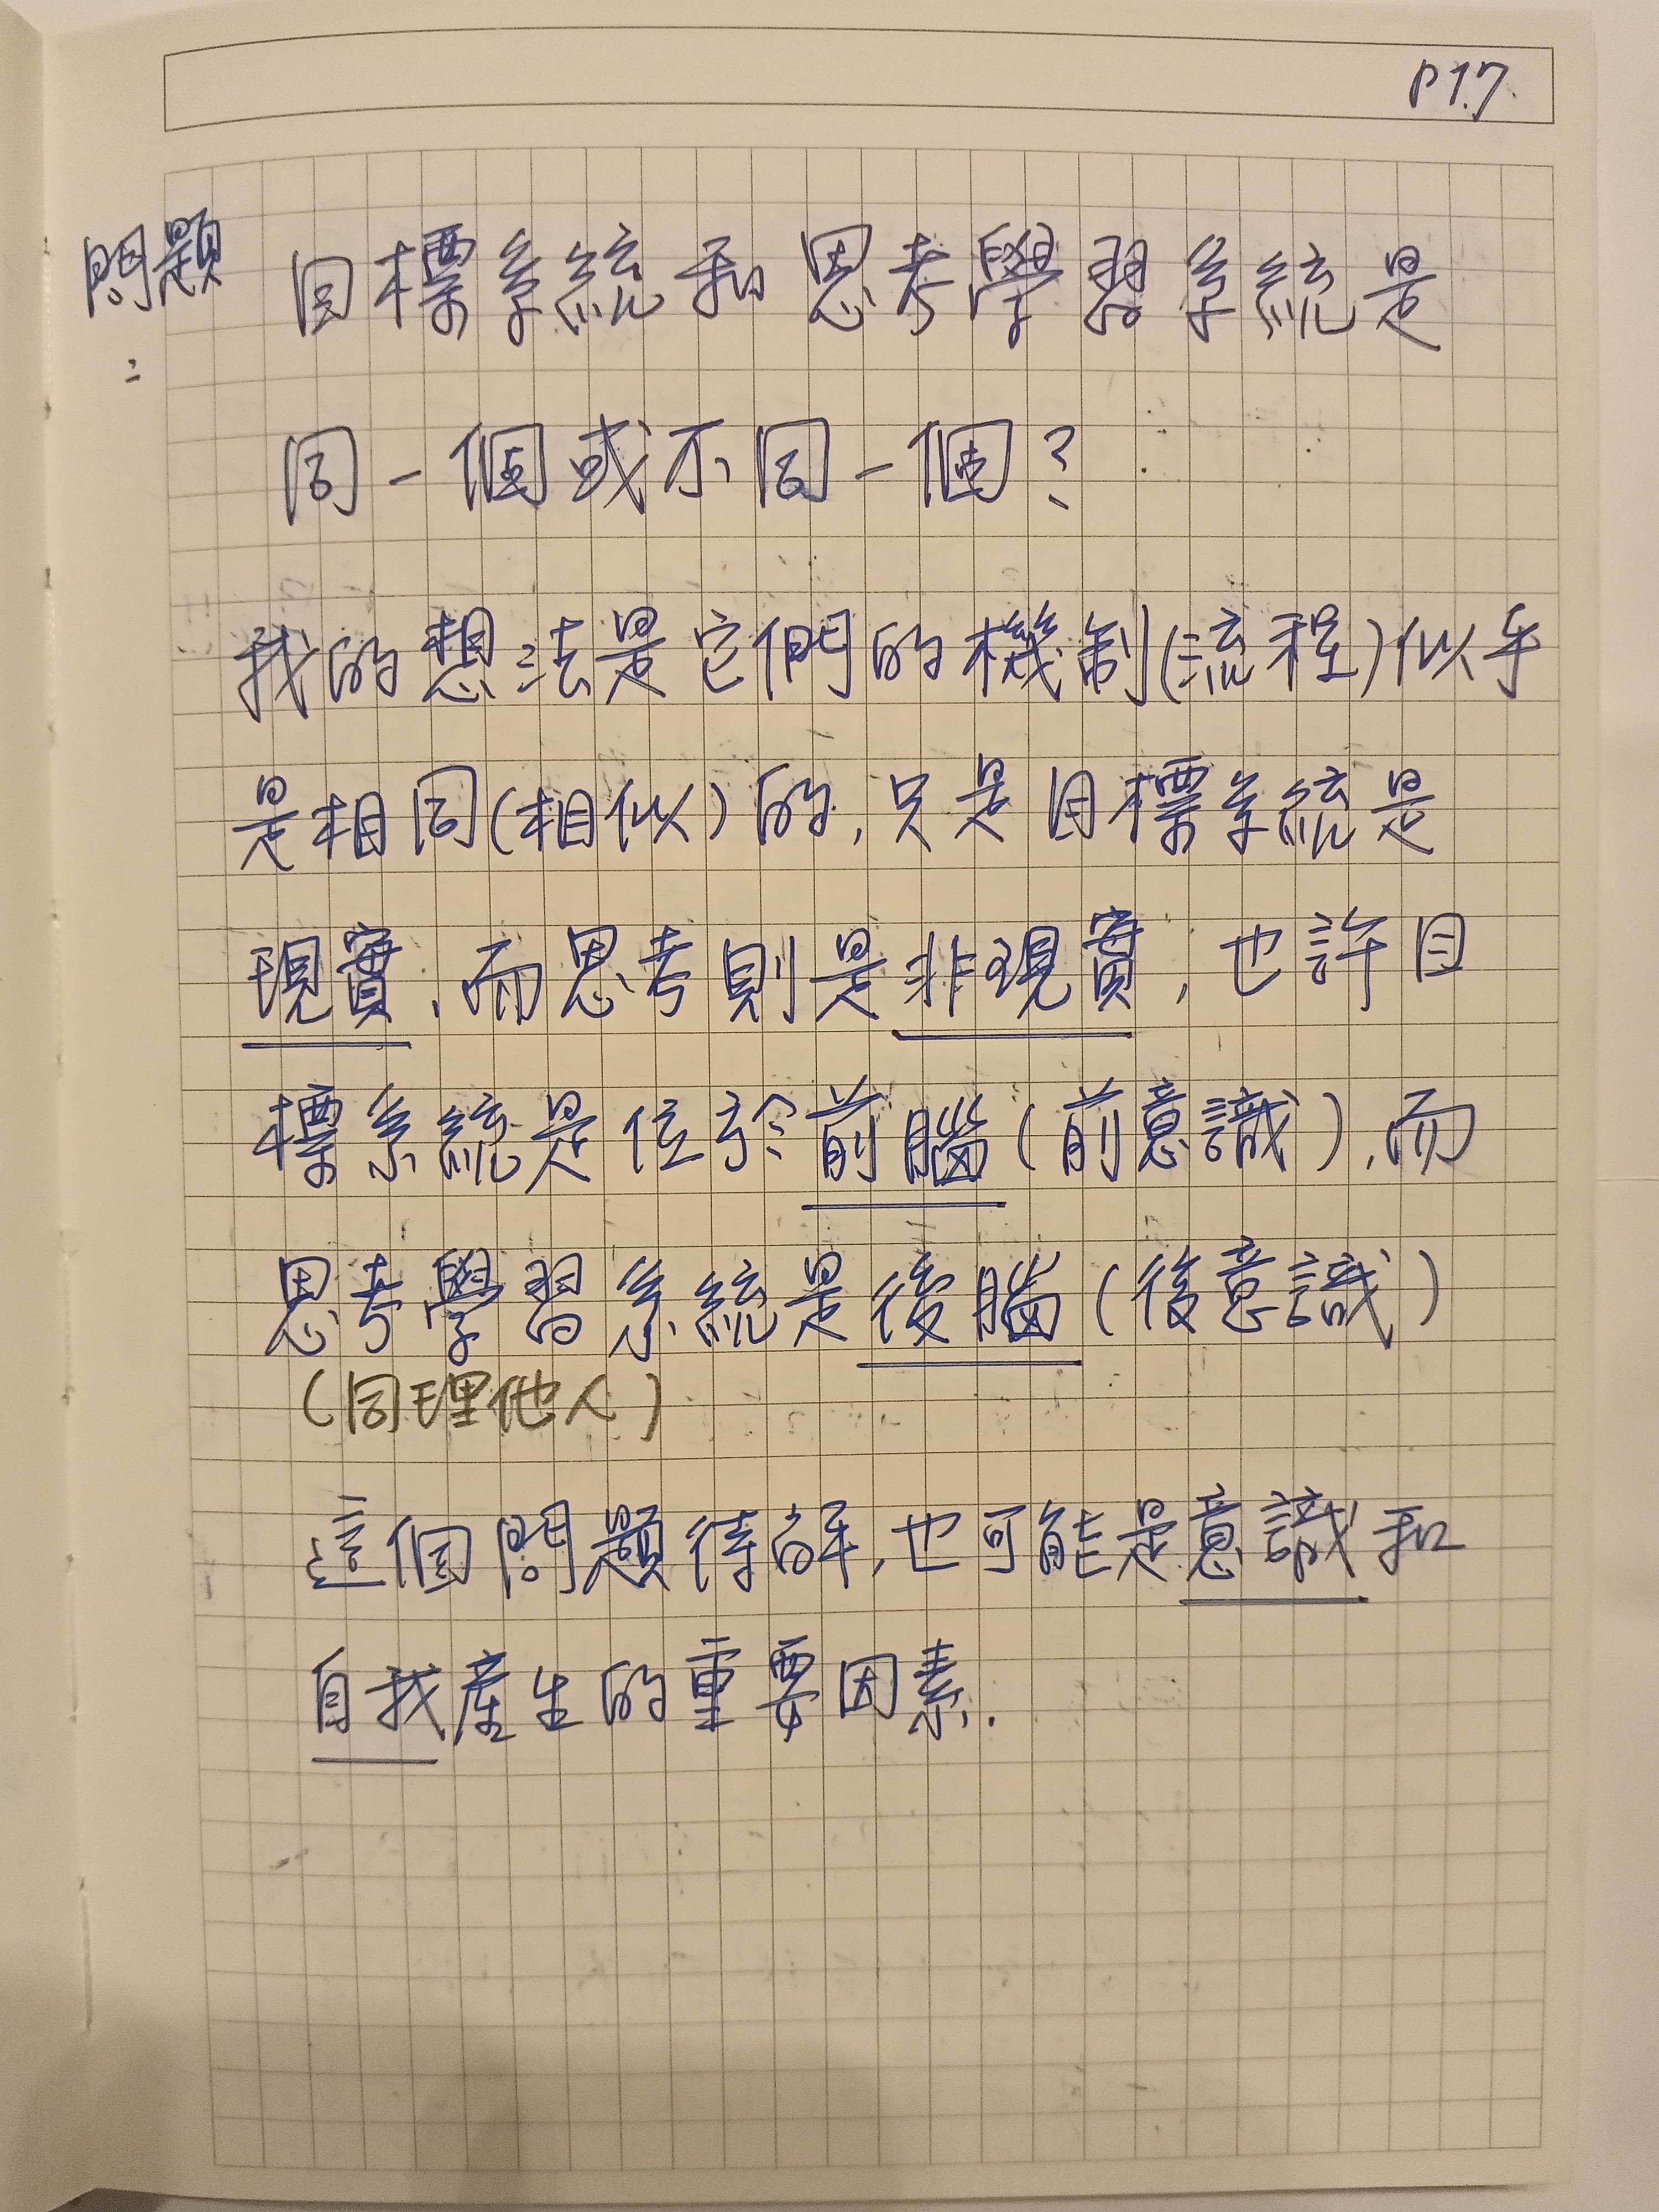 P17.
問題: 目標系統和思考學習系統是
同一個或不同一個?
我的想法是它們的機制(流程)似乎
是相同(相似)的,只是目標系統是
現實,而思考則是非現實,也許目
標系統是位於前腦(前意識),而
思考學習系統是後腦(後意識)
(同理他人)
這個問題待解,也可能是意識和
自我產生的重要因素.